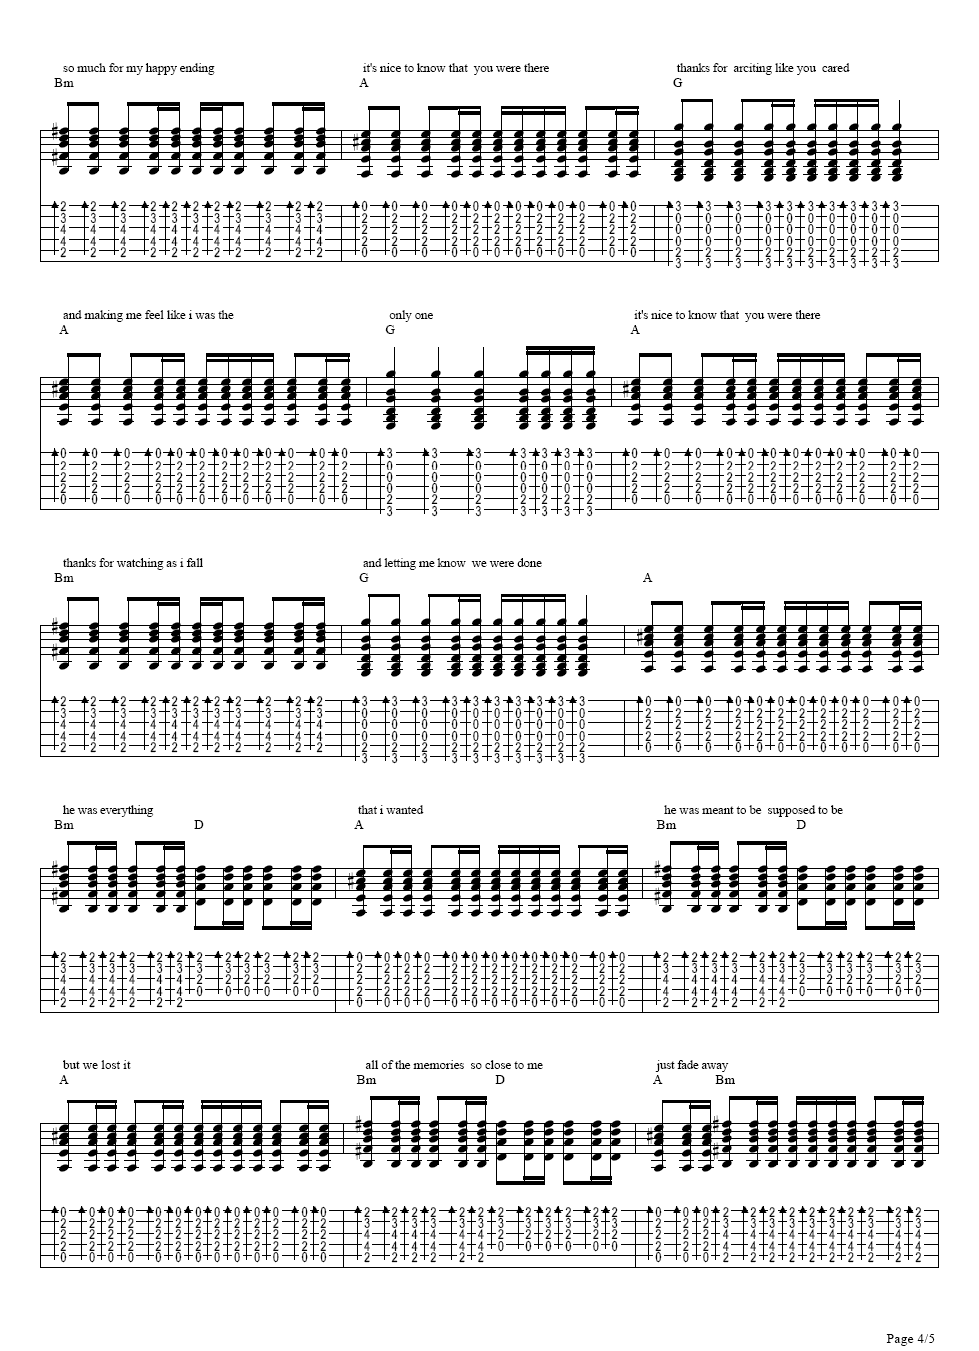 so much for my happy ending it's nice to know that you were there thanks for arciting like you cared
Bm A G
and making me feel like i was the only one it's nice to know that you were there
A G A
thanks for watching as i fall and letting me know we were done
Bm G A
he was everything that i wanted he was meant to be supposed to be
Bm D A Bm D
but we lost it all of the memories so close to me just fade away
A Bm D A Bm
Page 4/5